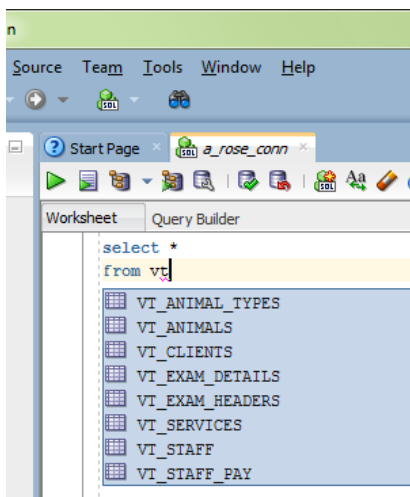 n
Source Team Tools Window Help
SQL
Start Page a_rose_conn
Worksheet Query Builder
select *
from vt
VT_ANIMAL_TYPES
VT_ANIMALS
VT_CLIENTS
VT_EXAM_DETAILS
VT_EXAM_HEADERS
VT_SERVICES
VT_STAFF
VT_STAFF_PAY